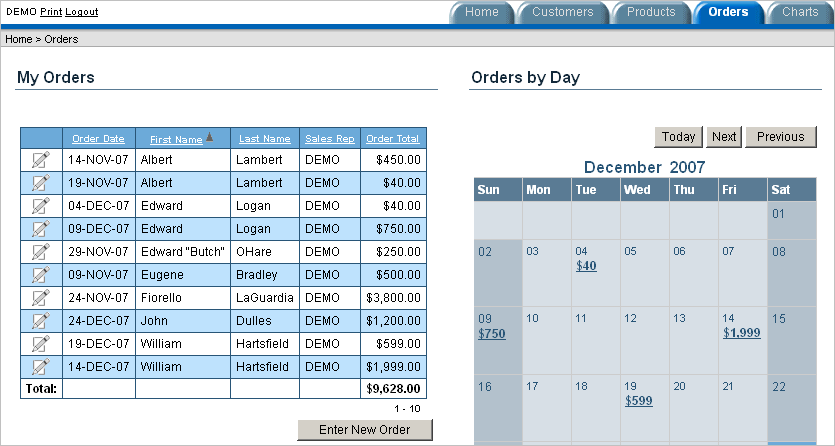 DEMO Print Logout
Home Customers Products Orders Charts
Home > Orders
My Orders
Order Date First Name Last Name Sales Rep Order Total
14-NOV-07 Albert Lambert DEMO $450.00
19-NOV-07 Albert Lambert DEMO $40.00
04-DEC-07 Edward Logan DEMO $40.00
09-DEC-07 Edward Logan DEMO $750.00
29-NOV-07 Edward "Butch" OHare DEMO $250.00
09-NOV-07 Eugene Bradley DEMO $500.00
24-NOV-07 Fiorello LaGuardia DEMO $3,800.00
24-DEC-07 John Dulles DEMO $1,200.00
19-DEC-07 William Hartsfield DEMO $599.00
14-DEC-07 William Hartsfield DEMO $1,999.00
Total: $9,628.00
1 - 10
Enter New Order
Orders by Day
Today Next Previous
December 2007
Sun Mon Tue Wed Thu Fri Sat
01
02 03 04 05 06 07 08
$40
09 10 11 12 13 14 15
$750 $1,999
16 17 18 19 20 21 22
$599